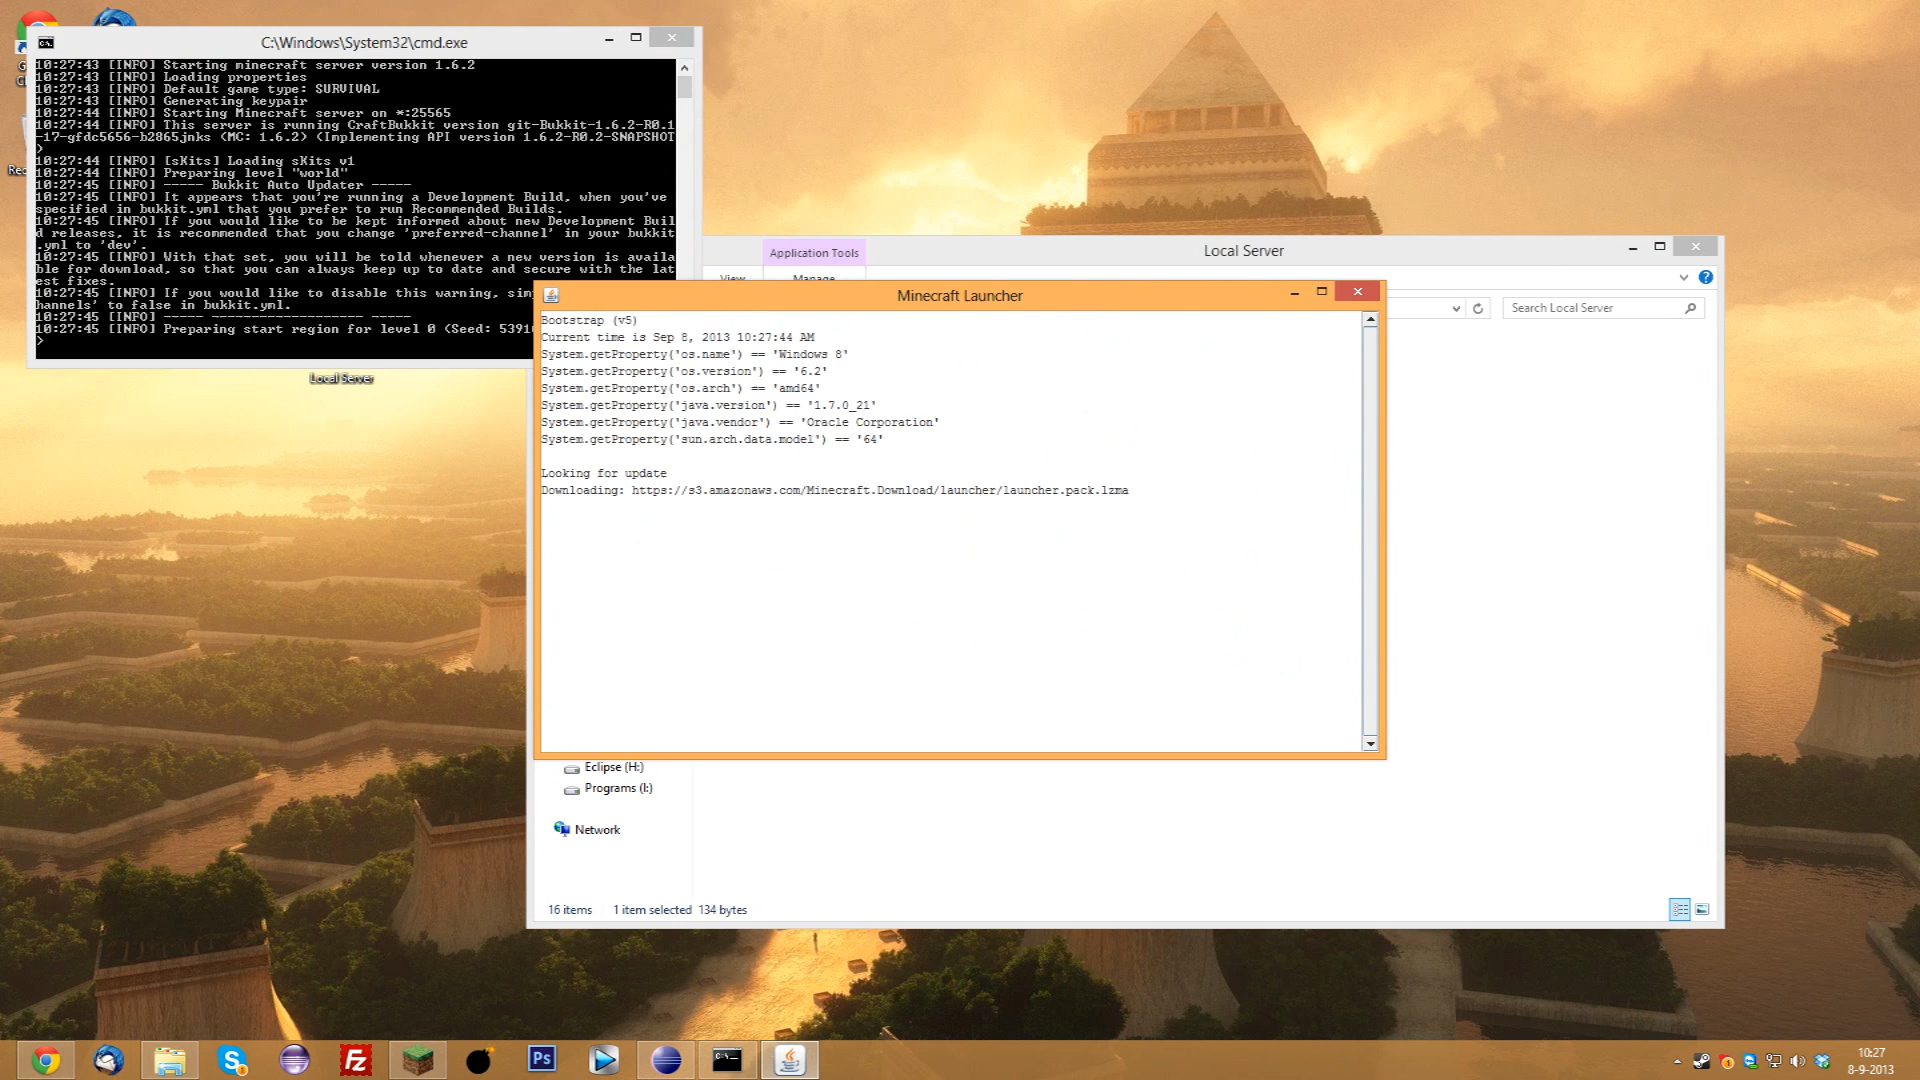 C:\Windows\System32\cmd.exe
10:27:43 [INFO] Starting minecraft server version 1.6.2
10:27:43 [INFO] Loading properties
10:27:43 [INFO] Default game type: SURVIVAL
10:27:43 [INFO] Generating keypair
10:27:44 [INFO] Starting Minecraft server on *:25565
10:27:44 [INFO] This server is running CraftBukkit version git-Bukkit-1.6.2-R0.1
-17-gfdc5656-b2865jnks (MC: 1.6.2) (Implementing API version 1.6.2-R0.2-SNAPSHOT
>
10:27:44 [INFO] [sKits] Loading sKits v1
10:27:44 [INFO] Preparing level "world"
10:27:45 [INFO] ----- Bukkit Auto Updater -----
10:27:45 [INFO] It appears that you're running a Development Build, when you've
specified in bukkit.yml that you prefer to run Recommended Builds.
10:27:45 [INFO] If you would like to be kept informed about new Development Buil
d releases, it is recommended that you change 'preferred-channel' in your bukkit
.yml to 'dev'.
10:27:45 [INFO] With that set, you will be told whenever a new version is availa
ble for download, so that you can always keep up to date and secure with the lat
est fixes.
10:27:45 [INFO] If you would like to disable this warning, sim
hannels' to false in bukkit.yml.
10:27:45 [INFO] ----- ------------------- -----
10:27:45 [INFO] Preparing start region for level 0 (Seed: 5391
>
Local Server
Application Tools
Local Server
View
Manage
Search Local Server
Minecraft Launcher
Bootstrap (v5)
Current time is Sep 8, 2013 10:27:44 AM
System.getProperty('os.name') == 'Windows 8'
System.getProperty('os.version') == '6.2'
System.getProperty('os.arch') == 'amd64'
System.getProperty('java.version') == '1.7.0_21'
System.getProperty('java.vendor') == 'Oracle Corporation'
System.getProperty('sun.arch.data.model') == '64'
Looking for update
Downloading: https://s3.amazonaws.com/Minecraft.Download/launcher/launcher.pack.lzma
Eclipse (H:)
Programs (I:)
Network
16 items 1 item selected 134 bytes
Ps
10:27
8-9-2013